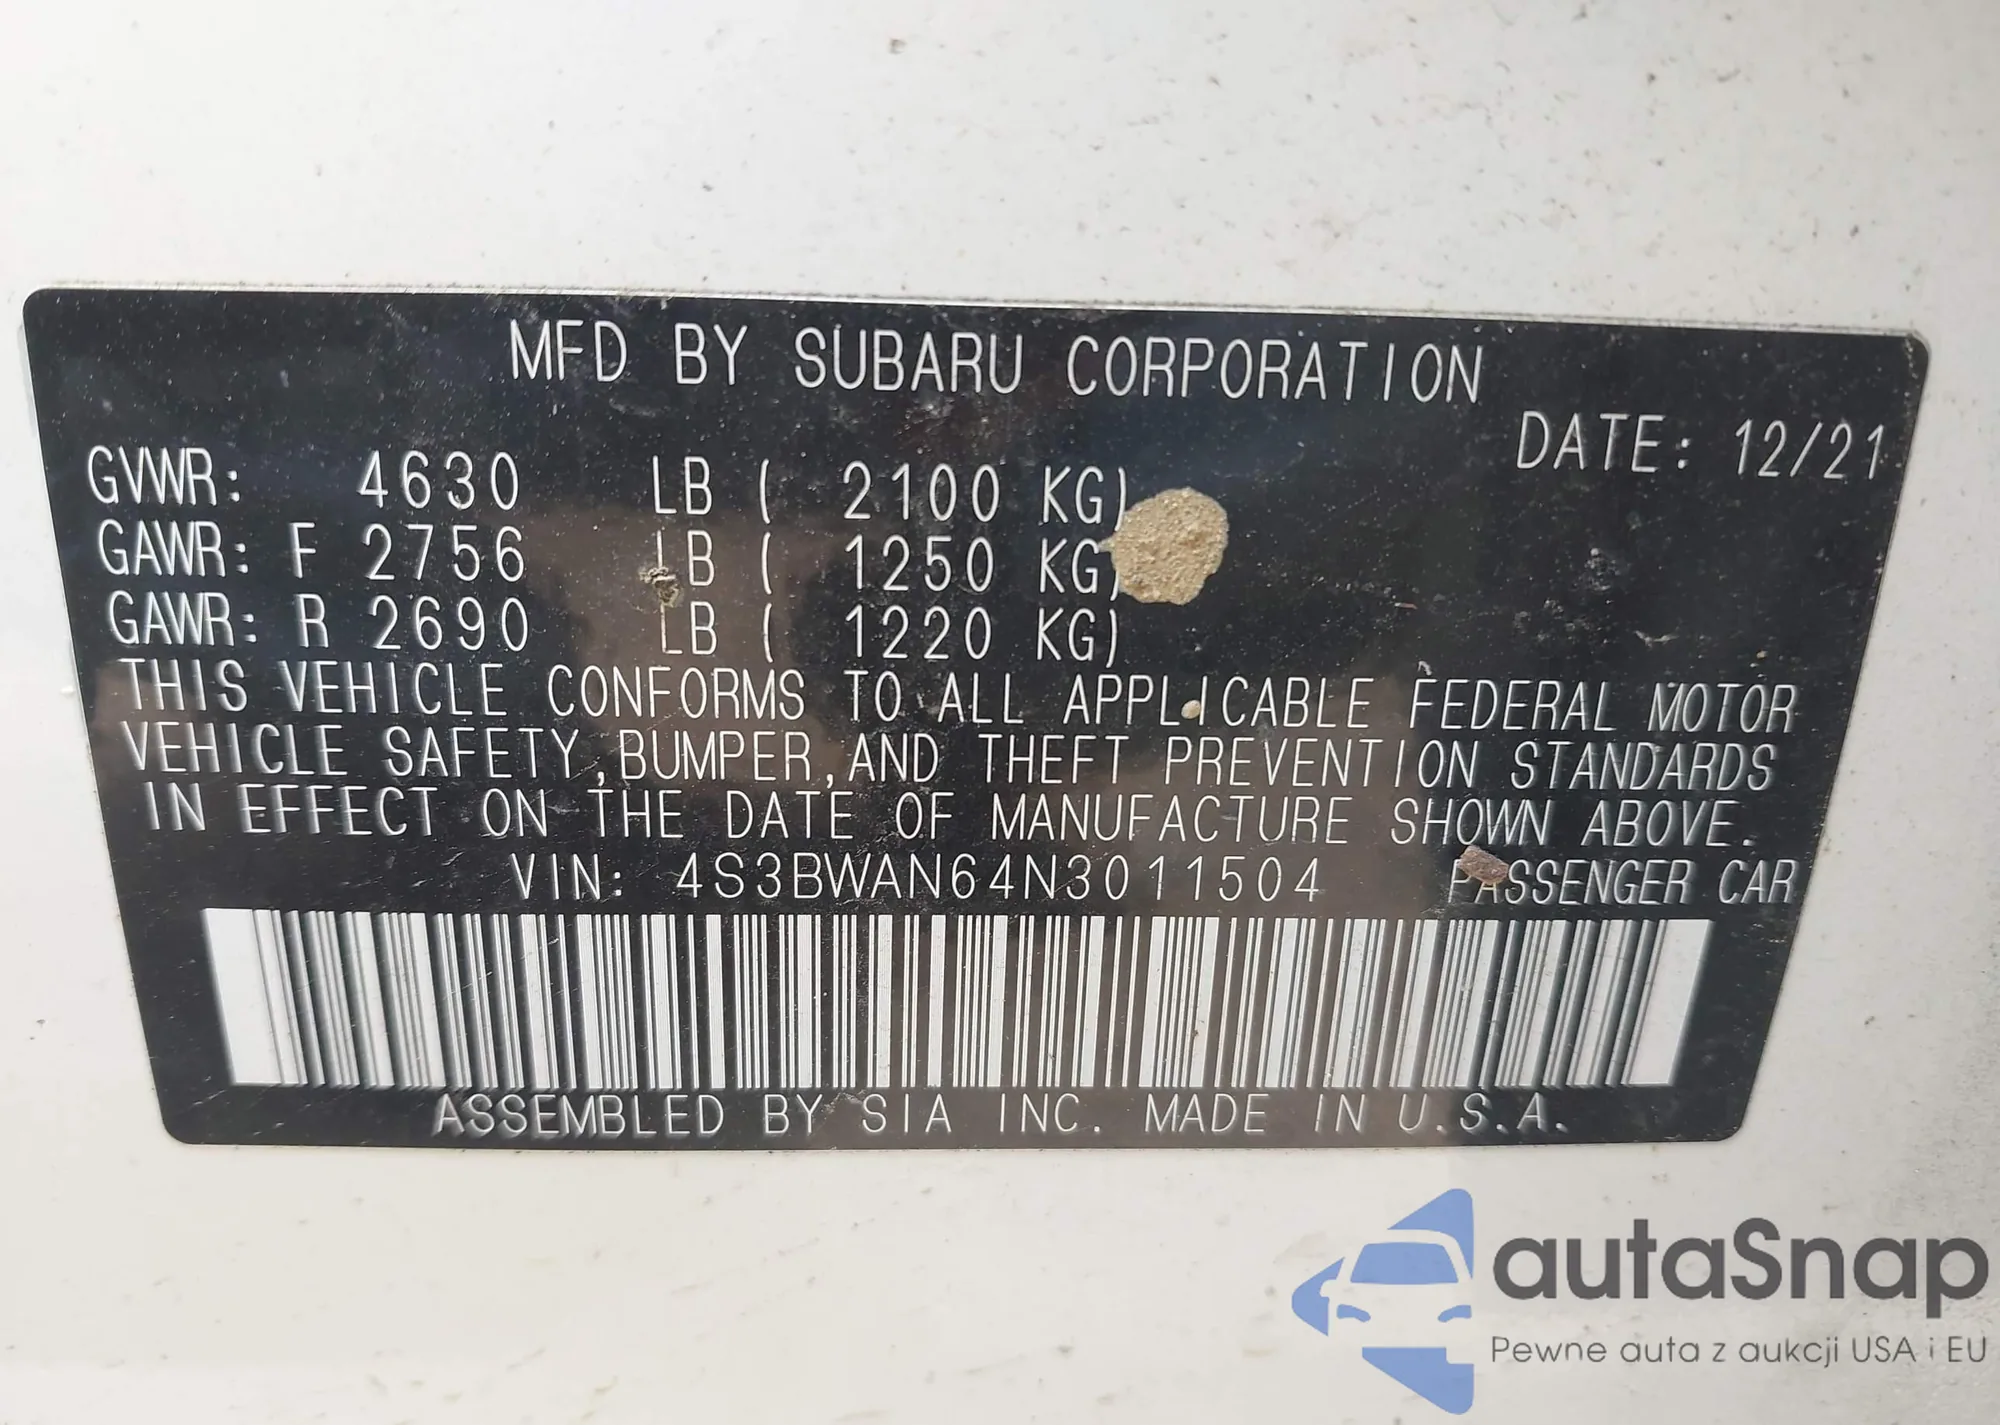 MFD BY SUBARU CORPORATION
DATE: 12/21
GVWR: 4630 LB ( 2100 KG)
GAWR: F 2756 LB ( 1250 KG)
GAWR: R 2690 LB ( 1220 KG)
THIS VEHICLE CONFORMS TO ALL APPLICABLE FEDERAL MOTOR
VEHICLE SAFETY, BUMPER, AND THEFT PREVENTION STANDARDS
IN EFFECT ON THE DATE OF MANUFACTURE SHOWN ABOVE.
VIN: 4S3BWAN64N3011504 PASSENGER CAR
ASSEMBLED BY SIA INC. MADE IN U.S.A.
autaSnap
Pewne auta z aukcji USA i EU